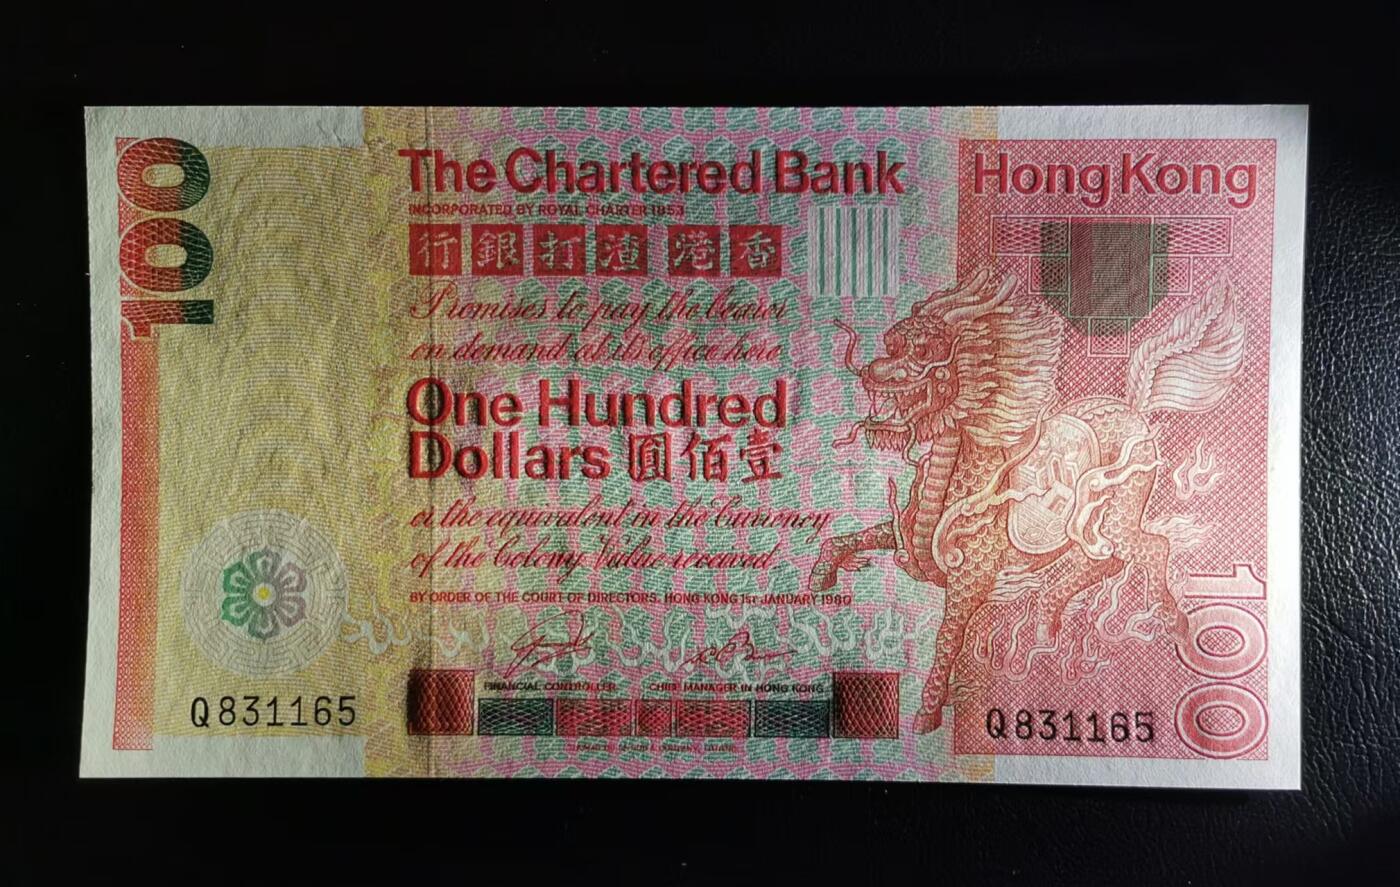 100
The Chartered Bank
INCORPORATED BY ROYAL CHARTER 1853
行銀打渣 港香
Promises to pay the bearer
on demand at its office here
One Hundred
Dollars 圓佰壹
or the equivalent in the Currency
of the Colony Value received
BY ORDER OF THE COURT OF DIRECTORS. HONG KONG 1ST JANUARY 1980
FINANCIAL CONTROLLER
CHIEF MANAGER IN HONG KONG
Q831165
Hong Kong
100
Q831165